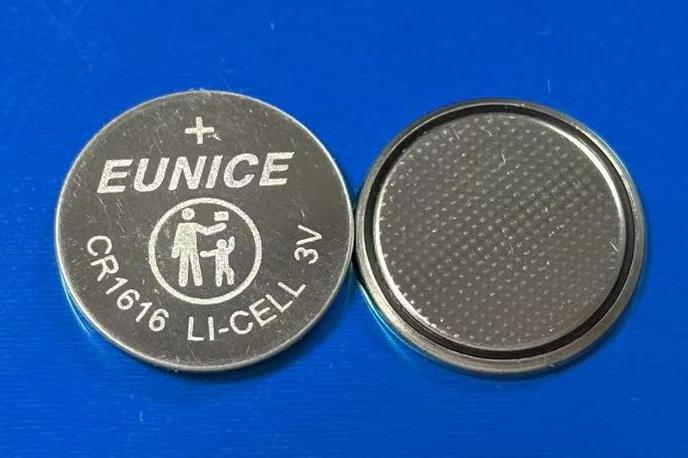 +
EUNICE
CR1616 LI-CELL 3V